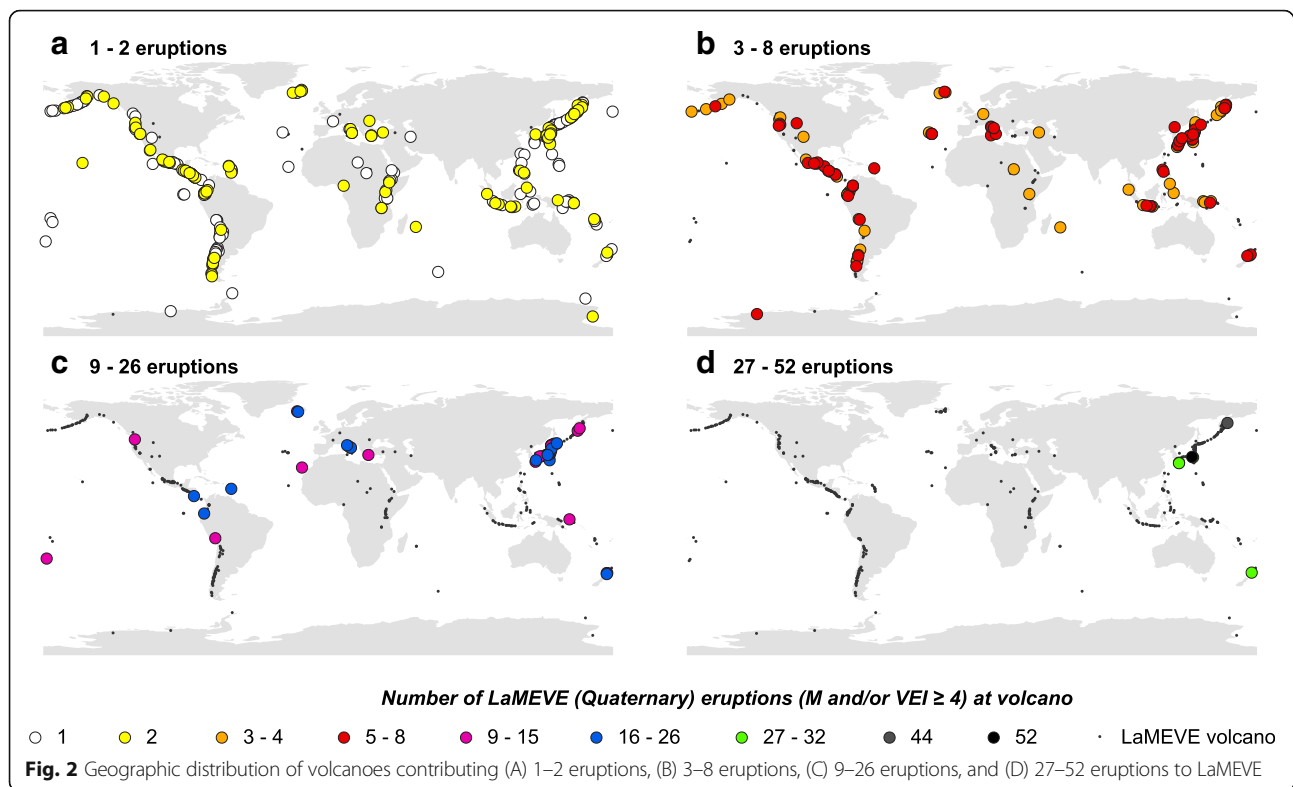 a 1 - 2 eruptions
b 3 - 8 eruptions
c 9 - 26 eruptions
d 27 - 52 eruptions
Number of LaMEVE (Quaternary) eruptions (M and/or VEI ≥ 4) at volcano
1 2 3 - 4 5 - 8 9 - 15 16 - 26 27 - 32 44 52 LaMEVE volcano
Fig. 2 Geographic distribution of volcanoes contributing (A) 1–2 eruptions, (B) 3–8 eruptions, (C) 9–26 eruptions, and (D) 27–52 eruptions to LaMEVE